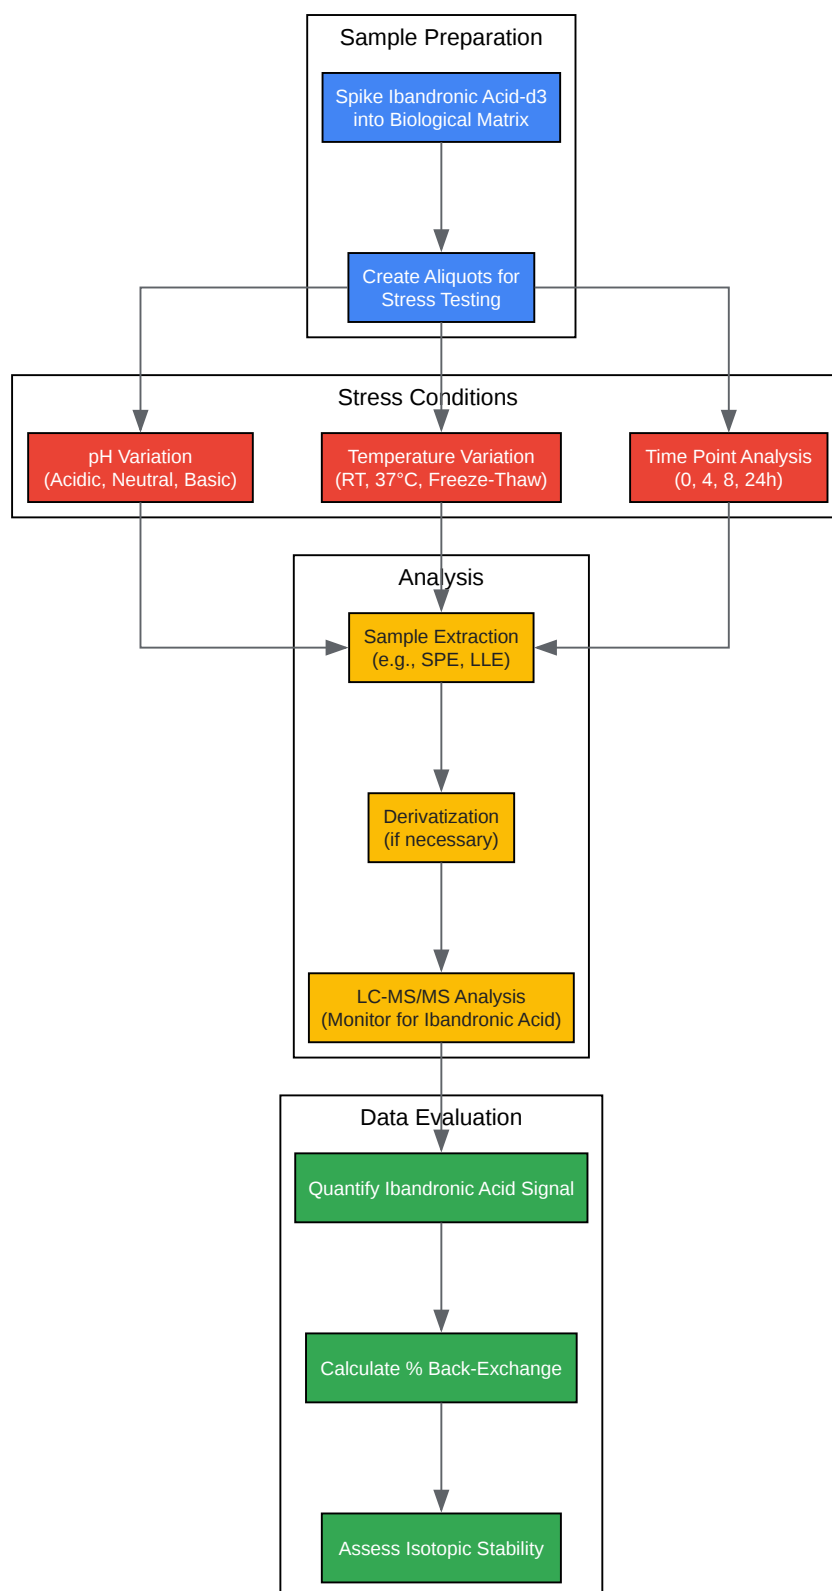 Sample Preparation
Spike Ibandronic Acid-d3
into Biological Matrix
Create Aliquots for
Stress Testing
Stress Conditions
pH Variation
(Acidic, Neutral, Basic)
Temperature Variation
(RT, 37°C, Freeze-Thaw)
Time Point Analysis
(0, 4, 8, 24h)
Analysis
Sample Extraction
(e.g., SPE, LLE)
Derivatization
(if necessary)
LC-MS/MS Analysis
(Monitor for Ibandronic Acid)
Data Evaluation
Quantify Ibandronic Acid Signal
Calculate % Back-Exchange
Assess Isotopic Stability